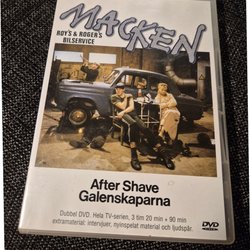 MACKEN
ROY'S & ROGER'S
BILSERVICE
After Shave
Galenskaparna
Dubbel DVD. Hela TV-serien, 3 tim 20 min + 90 min
extramaterial: intervjuer, nyinspelat material och ljudspår.
DVD